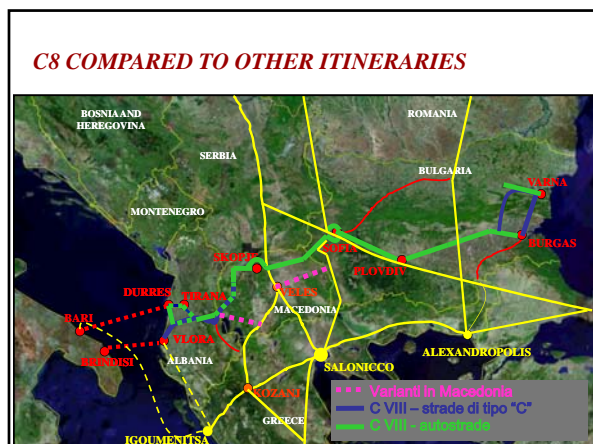 C8 COMPARED TO OTHER ITINERARIES
BOSNIA AND
HEREGOVINA
ROMANIA
SERBIA
BULGARIA
VARNA
MONTENEGRO
BURGAS
SOFIA
SKOPJE
PLOVDIV
VELES
DURRES
TIRANA
MACEDONIA
BARI
VLORA
ALEXANDROPOLIS
BRINDISI
ALBANIA
SALONICCO
Varianti in Macedonia
KOZANI
C VIII – strade di tipo "C"
GREECE
C VIII - autostrade
IGOUMENITSA